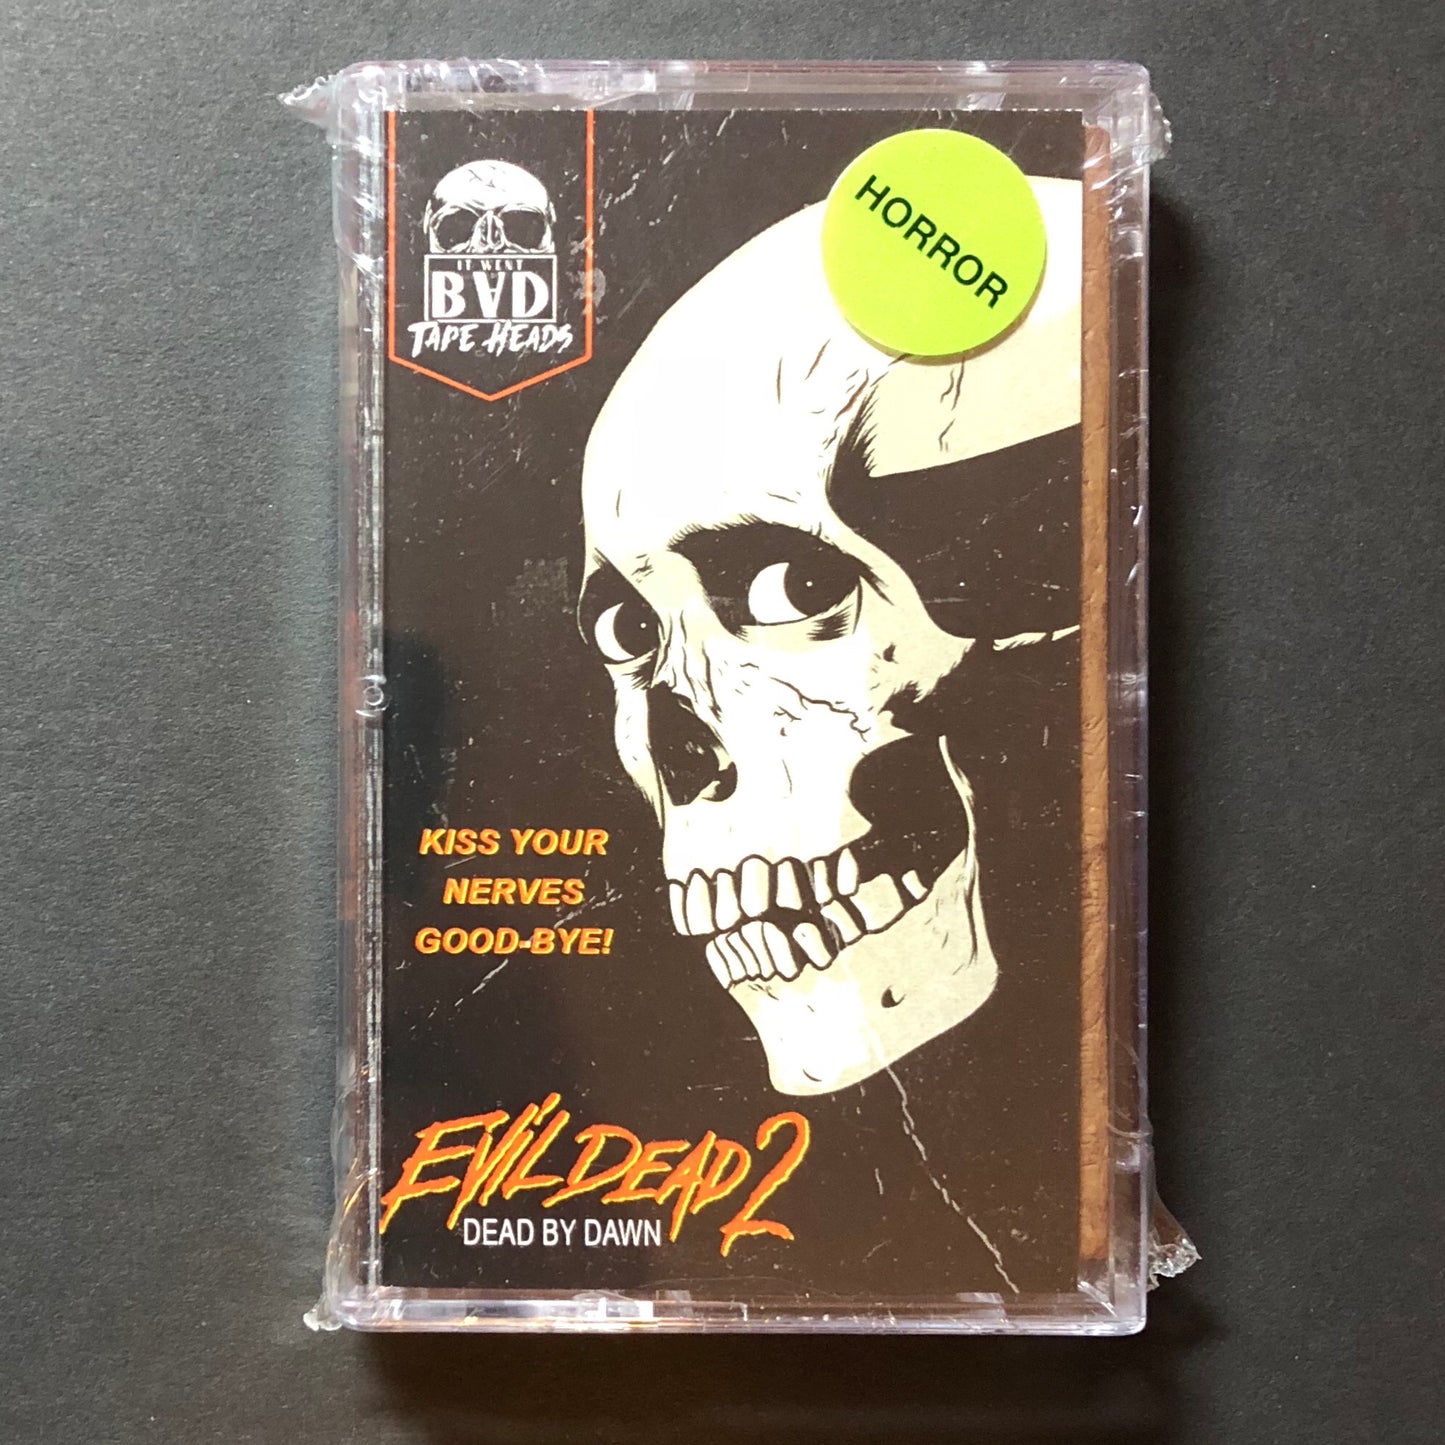 IT WENT
BAD
TAPE HEADS
HORROR
KISS YOUR
NERVES
GOOD-BYE!
EVIL DEAD 2
DEAD BY DAWN